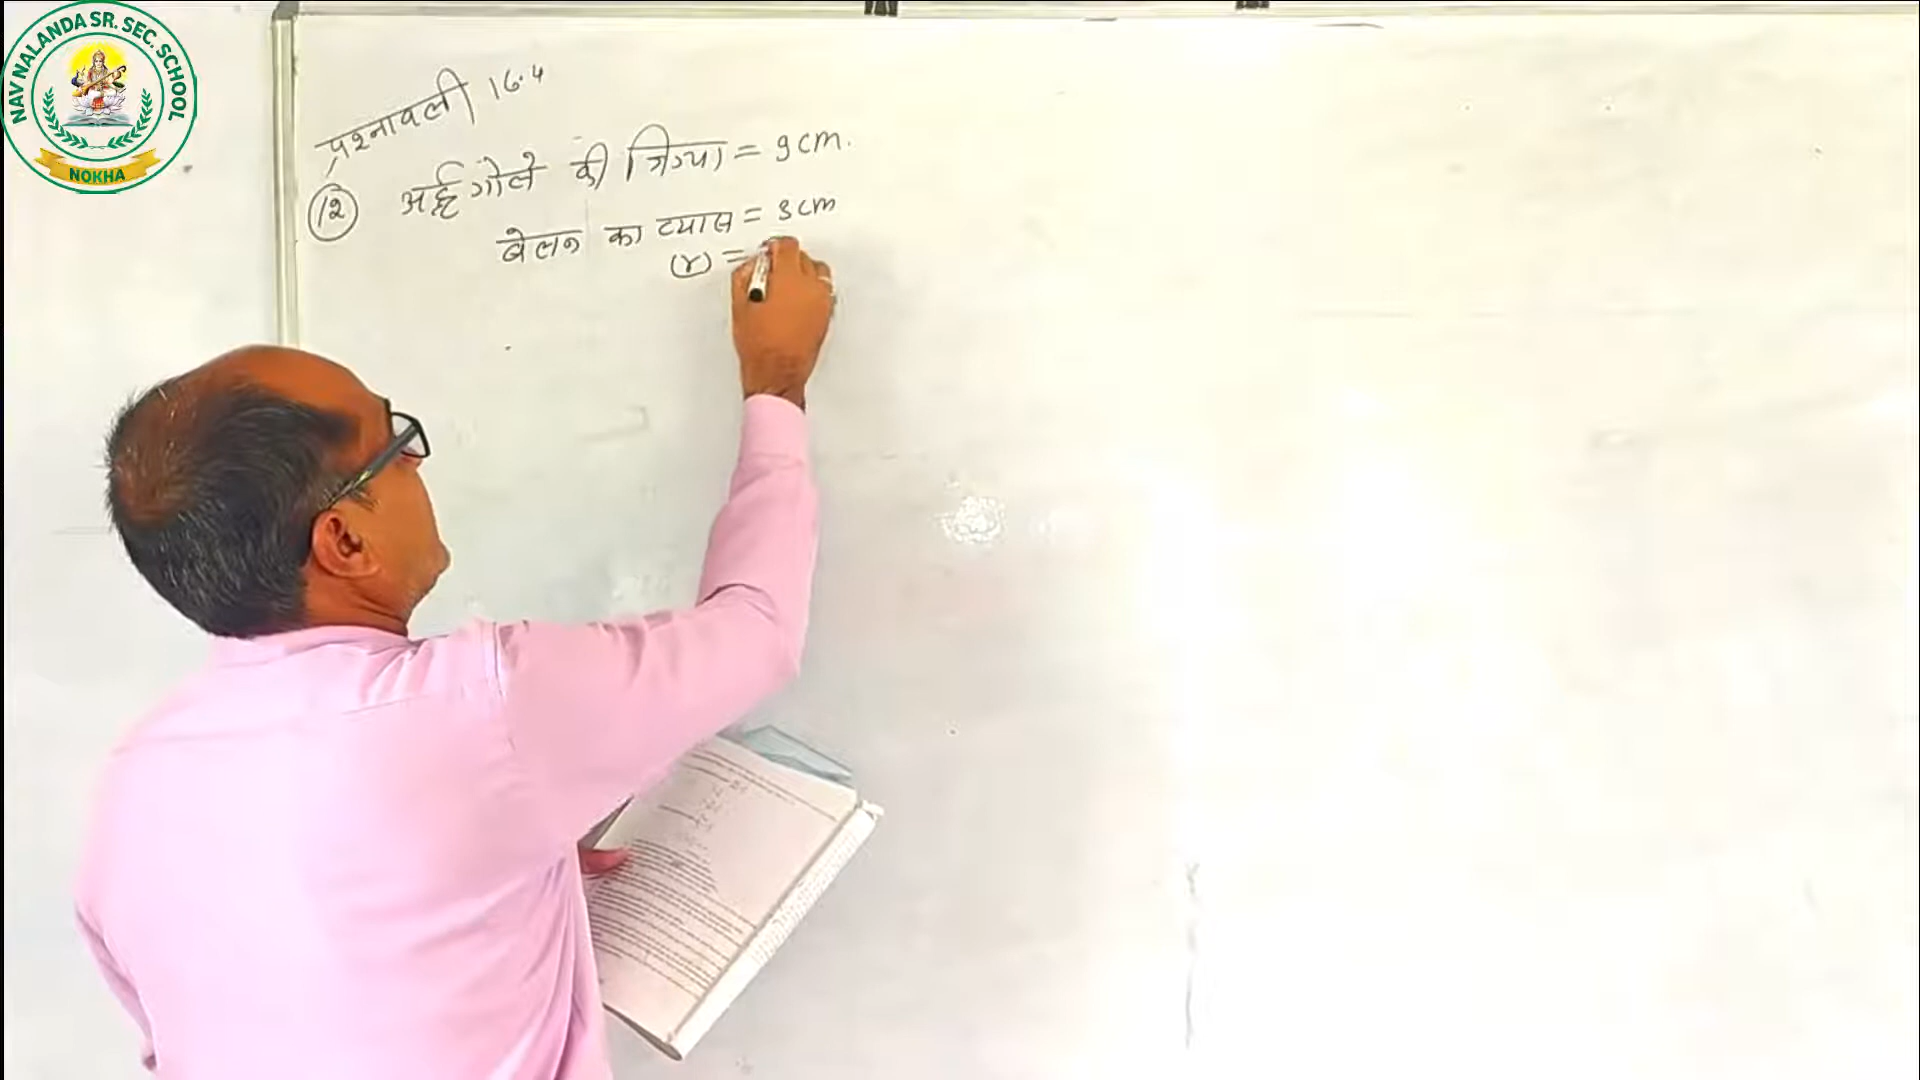 NAV NALANDA SR. SEC. SCHOOL
NOKHA
प्रश्नावली 16.4
(12) अर्द्धगोले की त्रिज्या = 9 cm.
बेलन का व्यास = 3 cm
(r) =